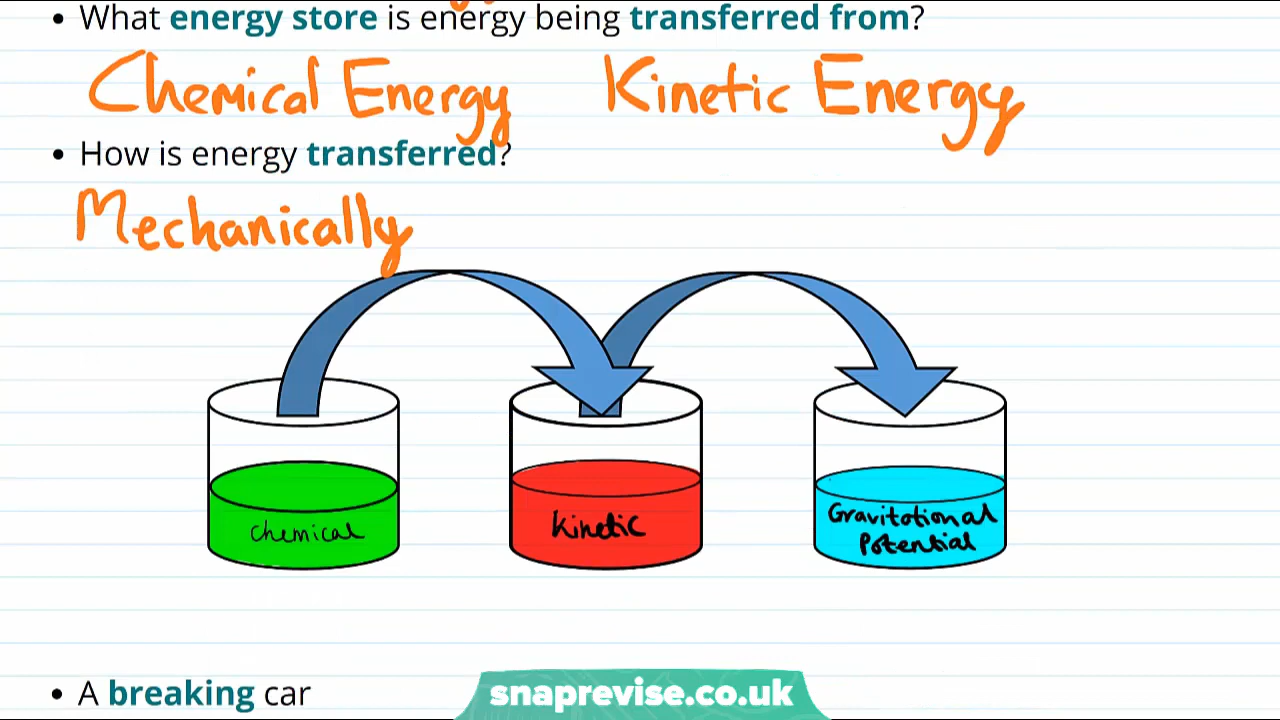 • What energy store is energy being transferred from?
Chemical Energy Kinetic Energy
• How is energy transferred?
Mechanically
Chemical
Kinetic
Gravitational
Potential
• A breaking car
snaprevise.co.uk